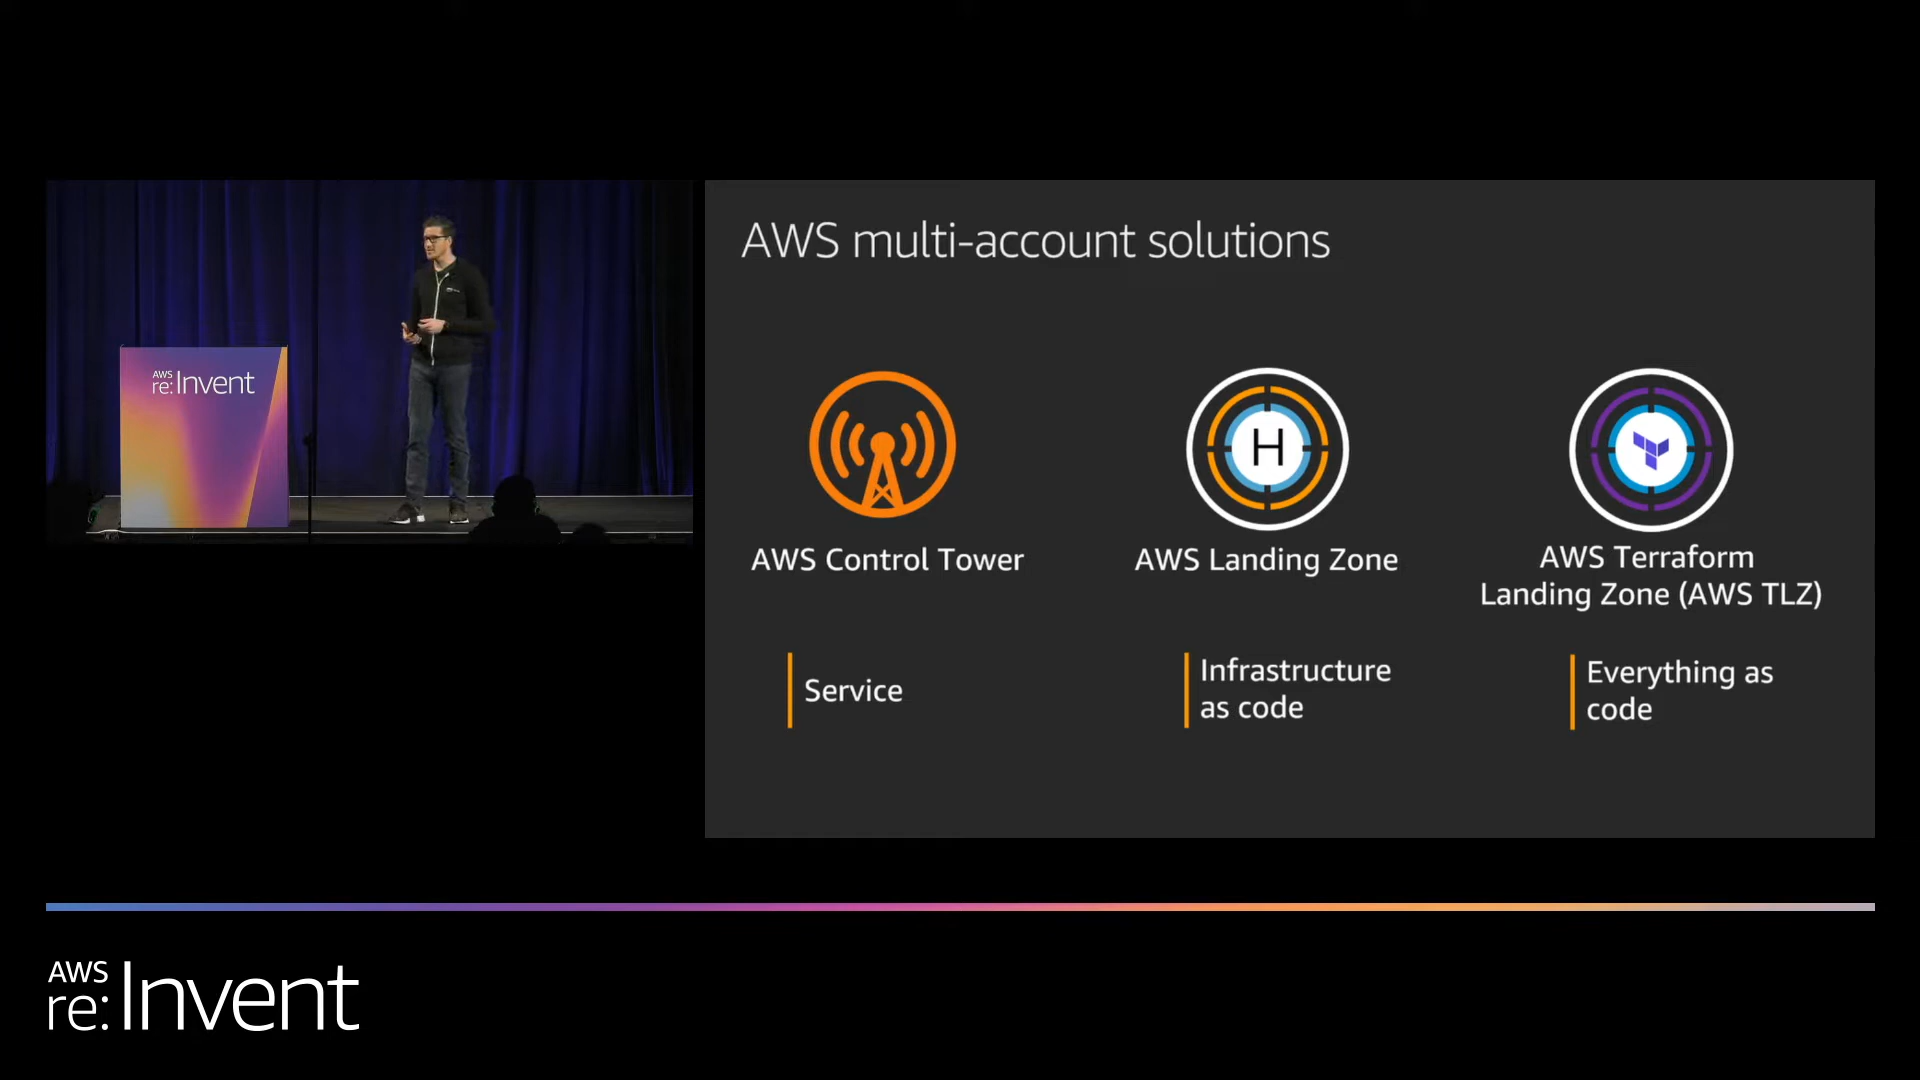 AWS
re:Invent
AWS multi-account solutions
H
AWS Control Tower
AWS Landing Zone
AWS Terraform
Landing Zone (AWS TLZ)
Service
Infrastructure
as code
Everything as
code
AWS
re:Invent